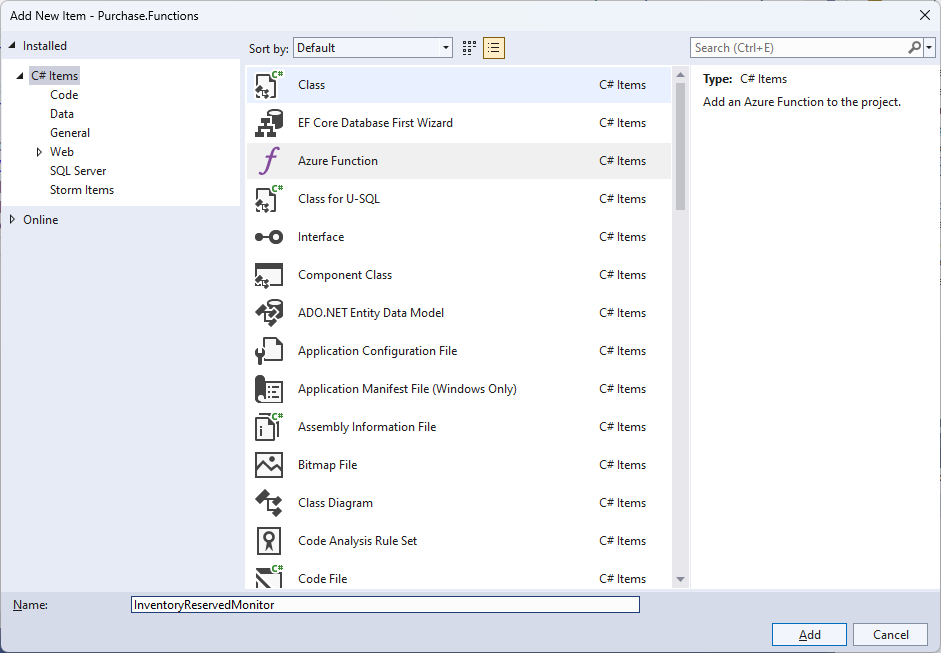 Add New Item - Purchase.Functions
Installed
C# Items
Code
Data
General
Web
SQL Server
Storm Items
Online
Sort by: Default
Class C# Items
EF Core Database First Wizard C# Items
Azure Function C# Items
Class for U-SQL C# Items
Interface C# Items
Component Class C# Items
ADO.NET Entity Data Model C# Items
Application Configuration File C# Items
Application Manifest File (Windows Only) C# Items
Assembly Information File C# Items
Bitmap File C# Items
Class Diagram C# Items
Code Analysis Rule Set C# Items
Code File C# Items
Search (Ctrl+E)
Type: C# Items
Add an Azure Function to the project.
Name: InventoryReservedMonitor
Add Cancel